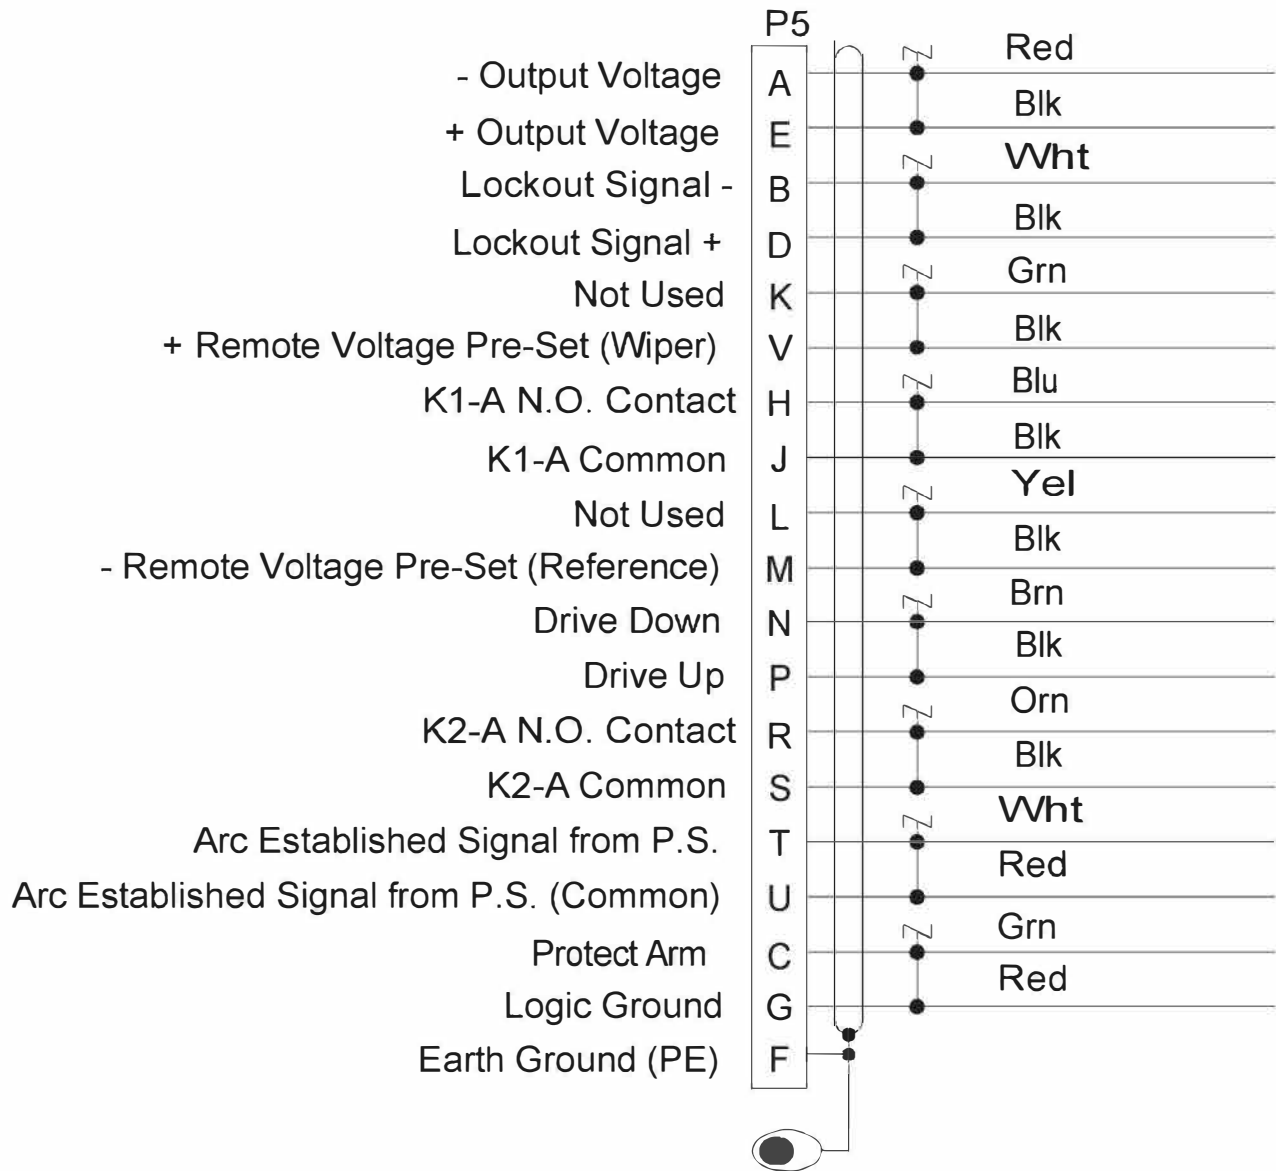 P5
- Output Voltage A Red
+ Output Voltage E Blk
Lockout Signal - B Wht
Lockout Signal + D Blk
Not Used K Grn
+ Remote Voltage Pre-Set (Wiper) V Blk
K1-A N.O. Contact H Blu
K1-A Common J Blk
Not Used L Yel
- Remote Voltage Pre-Set (Reference) M Blk
Drive Down N Brn
Drive Up P Blk
K2-A N.O. Contact R Orn
K2-A Common S Blk
Arc Established Signal from P.S. T Wht
Arc Established Signal from P.S. (Common) U Red
Protect Arm C Grn
Logic Ground G Red
Earth Ground (PE) F